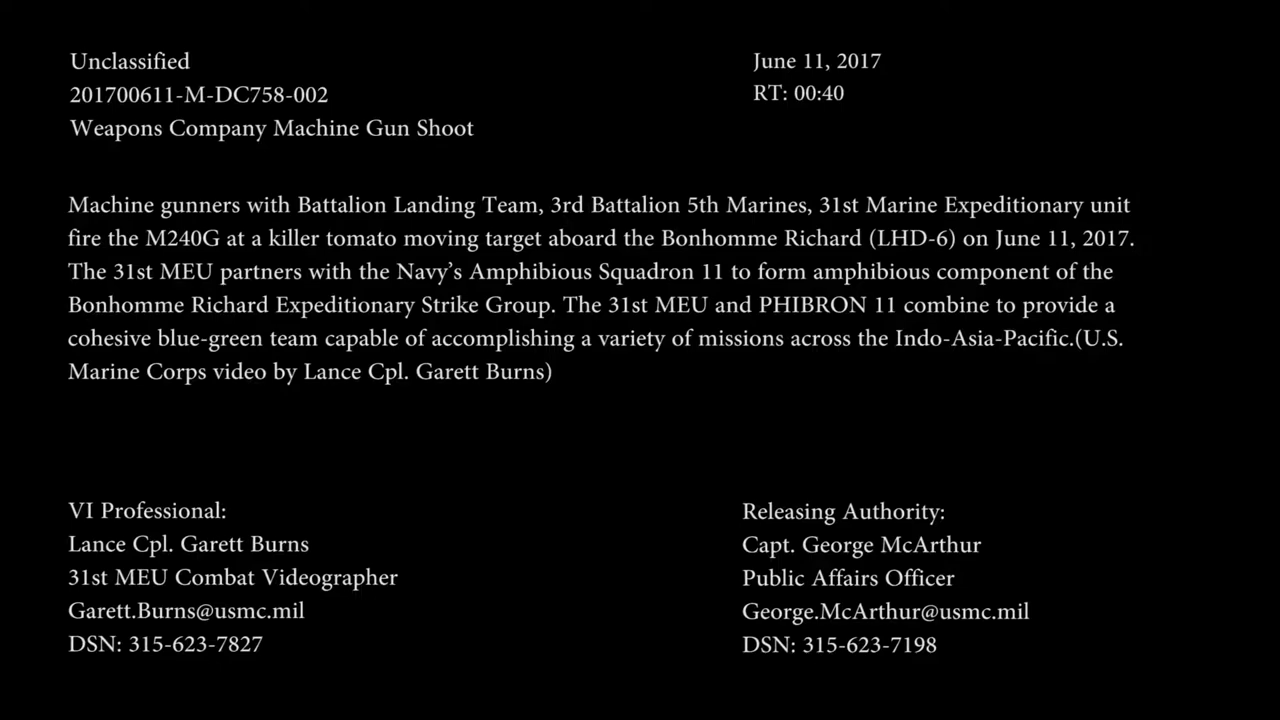 Unclassified
201700611-M-DC758-002
Weapons Company Machine Gun Shoot
June 11, 2017
RT: 00:40
Machine gunners with Battalion Landing Team, 3rd Battalion 5th Marines, 31st Marine Expeditionary unit
fire the M240G at a killer tomato moving target aboard the Bonhomme Richard (LHD-6) on June 11, 2017.
The 31st MEU partners with the Navy’s Amphibious Squadron 11 to form amphibious component of the
Bonhomme Richard Expeditionary Strike Group. The 31st MEU and PHIBRON 11 combine to provide a
cohesive blue-green team capable of accomplishing a variety of missions across the Indo-Asia-Pacific.(U.S.
Marine Corps video by Lance Cpl. Garett Burns)
VI Professional:
Lance Cpl. Garett Burns
31st MEU Combat Videographer
Garett.Burns@usmc.mil
DSN: 315-623-7827
Releasing Authority:
Capt. George McArthur
Public Affairs Officer
George.McArthur@usmc.mil
DSN: 315-623-7198